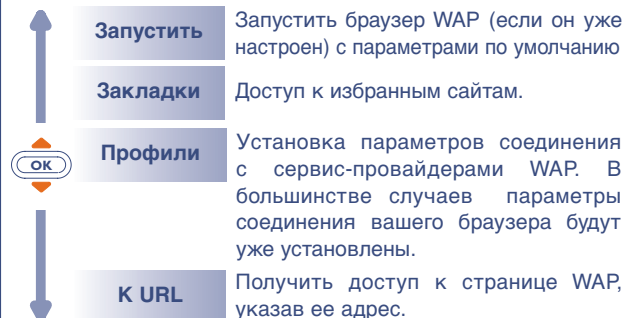 Запустить
Запустить браузер WAP (если он уже
настроен) с параметрами по умолчанию
Закладки
Доступ к избранным сайтам.
OK
Профили
Установка параметров соединения
с сервис-провайдерами WAP. В
большинстве случаев параметры
соединения вашего браузера будут
уже установлены.
К URL
Получить доступ к странице WAP,
указав ее адрес.